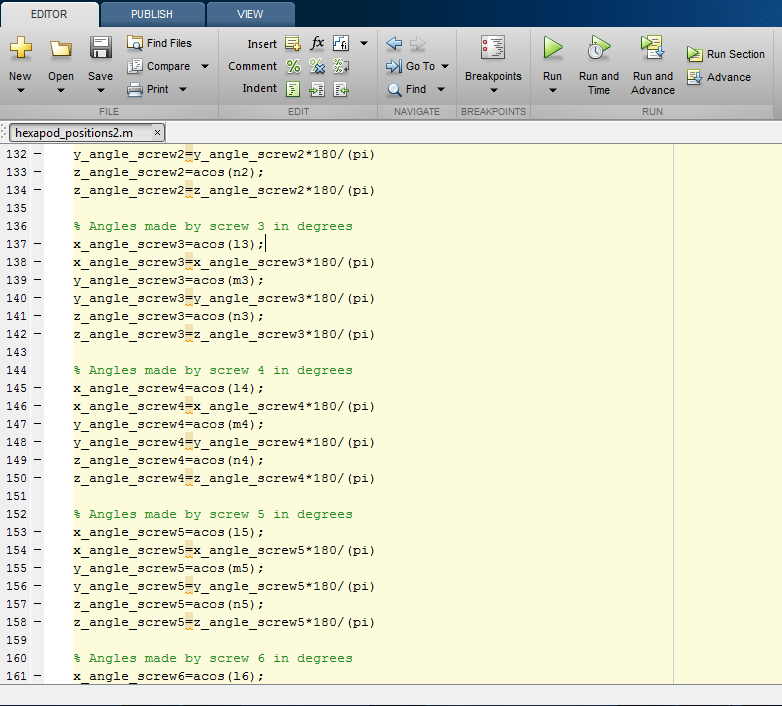 EDITOR PUBLISH VIEW
New Open Save Find Files Compare Print
FILE
Insert fx
Comment % % %
Indent
EDIT
Go To
Find
NAVIGATE
Breakpoints
BREAKPOINTS
Run Run and Time Run and Advance Run Section Advance
RUN
hexapod_positions2.m ×
132 – y_angle_screw2=y_angle_screw2*180/(pi)
133 – z_angle_screw2=acos(n2);
134 – z_angle_screw2=z_angle_screw2*180/(pi)
135
136 % Angles made by screw 3 in degrees
137 – x_angle_screw3=acos(l3);
138 – x_angle_screw3=x_angle_screw3*180/(pi)
139 – y_angle_screw3=acos(m3);
140 – y_angle_screw3=y_angle_screw3*180/(pi)
141 – z_angle_screw3=acos(n3);
142 – z_angle_screw3=z_angle_screw3*180/(pi)
143
144 % Angles made by screw 4 in degrees
145 – x_angle_screw4=acos(l4);
146 – x_angle_screw4=x_angle_screw4*180/(pi)
147 – y_angle_screw4=acos(m4);
148 – y_angle_screw4=y_angle_screw4*180/(pi)
149 – z_angle_screw4=acos(n4);
150 – z_angle_screw4=z_angle_screw4*180/(pi)
151
152 % Angles made by screw 5 in degrees
153 – x_angle_screw5=acos(l5);
154 – x_angle_screw5=x_angle_screw5*180/(pi)
155 – y_angle_screw5=acos(m5);
156 – y_angle_screw5=y_angle_screw5*180/(pi)
157 – z_angle_screw5=acos(n5);
158 – z_angle_screw5=z_angle_screw5*180/(pi)
159
160 % Angles made by screw 6 in degrees
161 – x_angle_screw6=acos(l6);